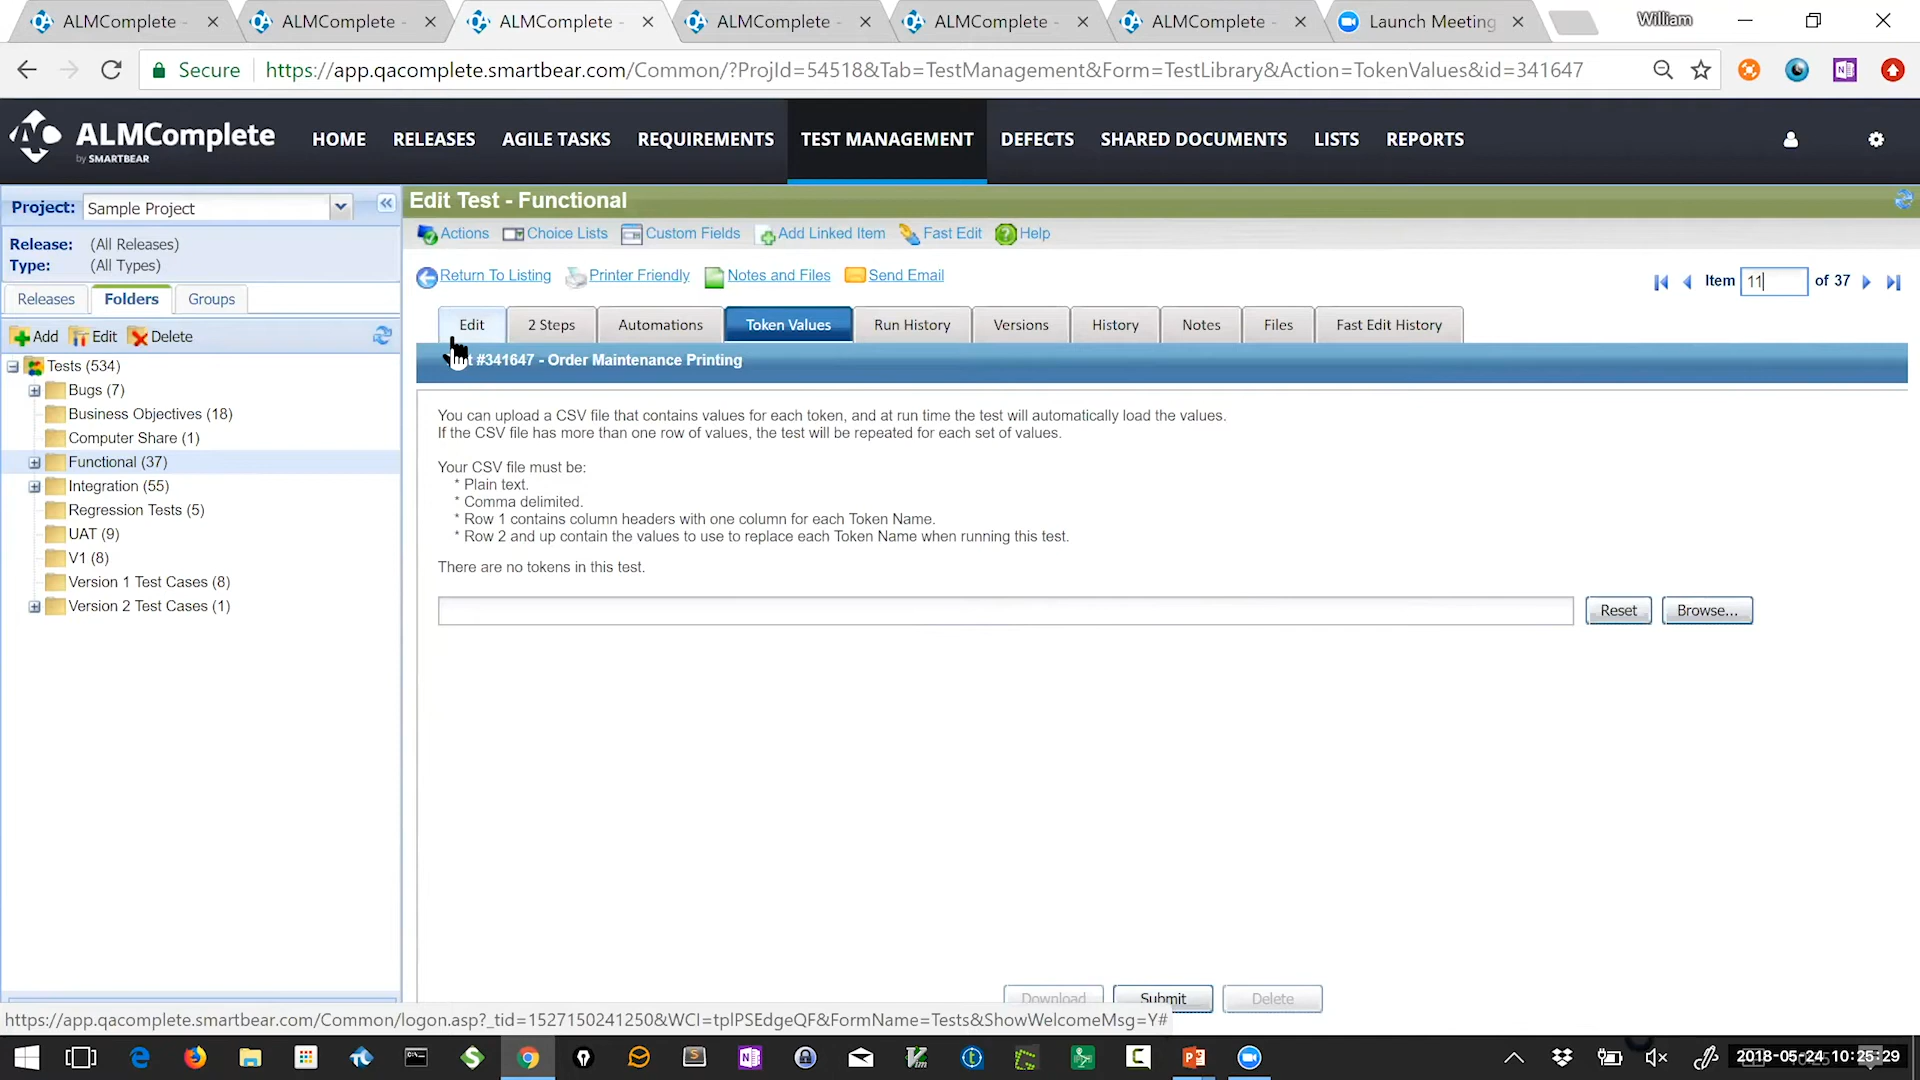 ALMComplete -
ALMComplete -
ALMComplete -
ALMComplete -
ALMComplete -
ALMComplete -
Launch Meeting
William
Secure
https://app.qacomplete.smartbear.com/Common/?ProjId=54518&Tab=TestManagement&Form=TestLibrary&Action=TokenValues&id=341647
ALMComplete
by SMARTBEAR
HOME
RELEASES
AGILE TASKS
REQUIREMENTS
TEST MANAGEMENT
DEFECTS
SHARED DOCUMENTS
LISTS
REPORTS
Project:
Sample Project
Release: (All Releases)
Type: (All Types)
Releases
Folders
Groups
Add
Edit
Delete
Tests (534)
Bugs (7)
Business Objectives (18)
Computer Share (1)
Functional (37)
Integration (55)
Regression Tests (5)
UAT (9)
V1 (8)
Version 1 Test Cases (8)
Version 2 Test Cases (1)
Edit Test - Functional
Actions
Choice Lists
Custom Fields
Add Linked Item
Fast Edit
Help
Return To Listing
Printer Friendly
Notes and Files
Send Email
Item 11 of 37
Edit
2 Steps
Automations
Token Values
Run History
Versions
History
Notes
Files
Fast Edit History
#341647 - Order Maintenance Printing
You can upload a CSV file that contains values for each token, and at run time the test will automatically load the values.
If the CSV file has more than one row of values, the test will be repeated for each set of values.
Your CSV file must be:
* Plain text.
* Comma delimited.
* Row 1 contains column headers with one column for each Token Name.
* Row 2 and up contain the values to use to replace each Token Name when running this test.
There are no tokens in this test.
Reset
Browse...
Download
Submit
Delete
https://app.qacomplete.smartbear.com/Common/logon.asp?_tid=1527150241250&WCI=tplPSEdgeQF&FormName=Tests&ShowWelcomeMsg=Y#
2018-05-24 10:25:29